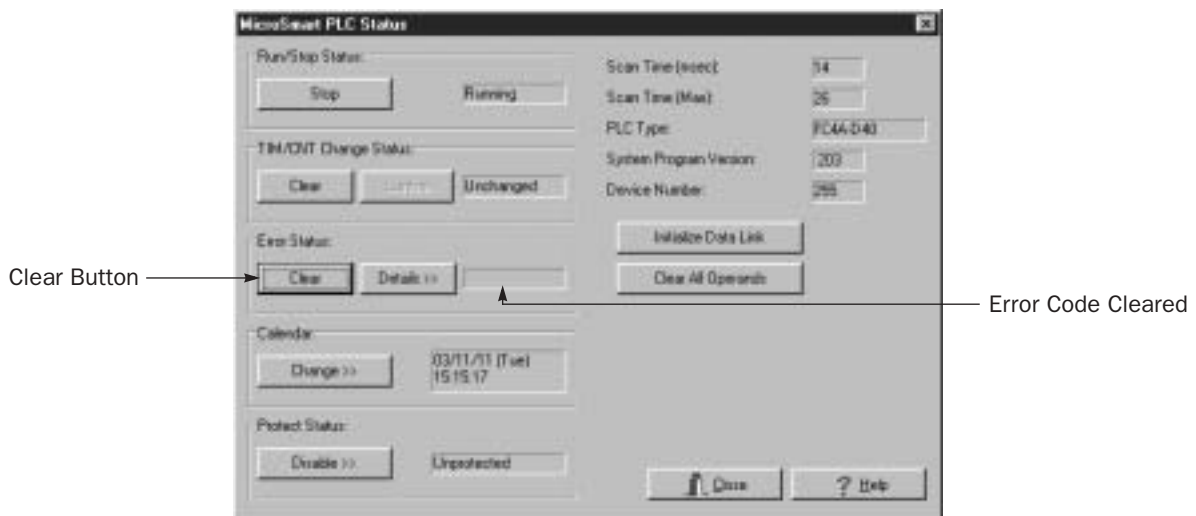 MicroSmart PLC Status
Run/Stop Status:
Stop
Running
TIM/CNT Change Status:
Clear
Unchanged
Error Status:
Clear
Details >>
Calendar
Change >>
03/11/11 (Tue)
15:15:17
Protect Status:
Disable >>
Unprotected
Scan Time (msec):
14
Scan Time (Max):
26
PLC Type:
FC4A-D40
System Program Version:
203
Device Number:
255
Initialize Data Link
Clear All Operands
Close
? Help
Clear Button
Error Code Cleared